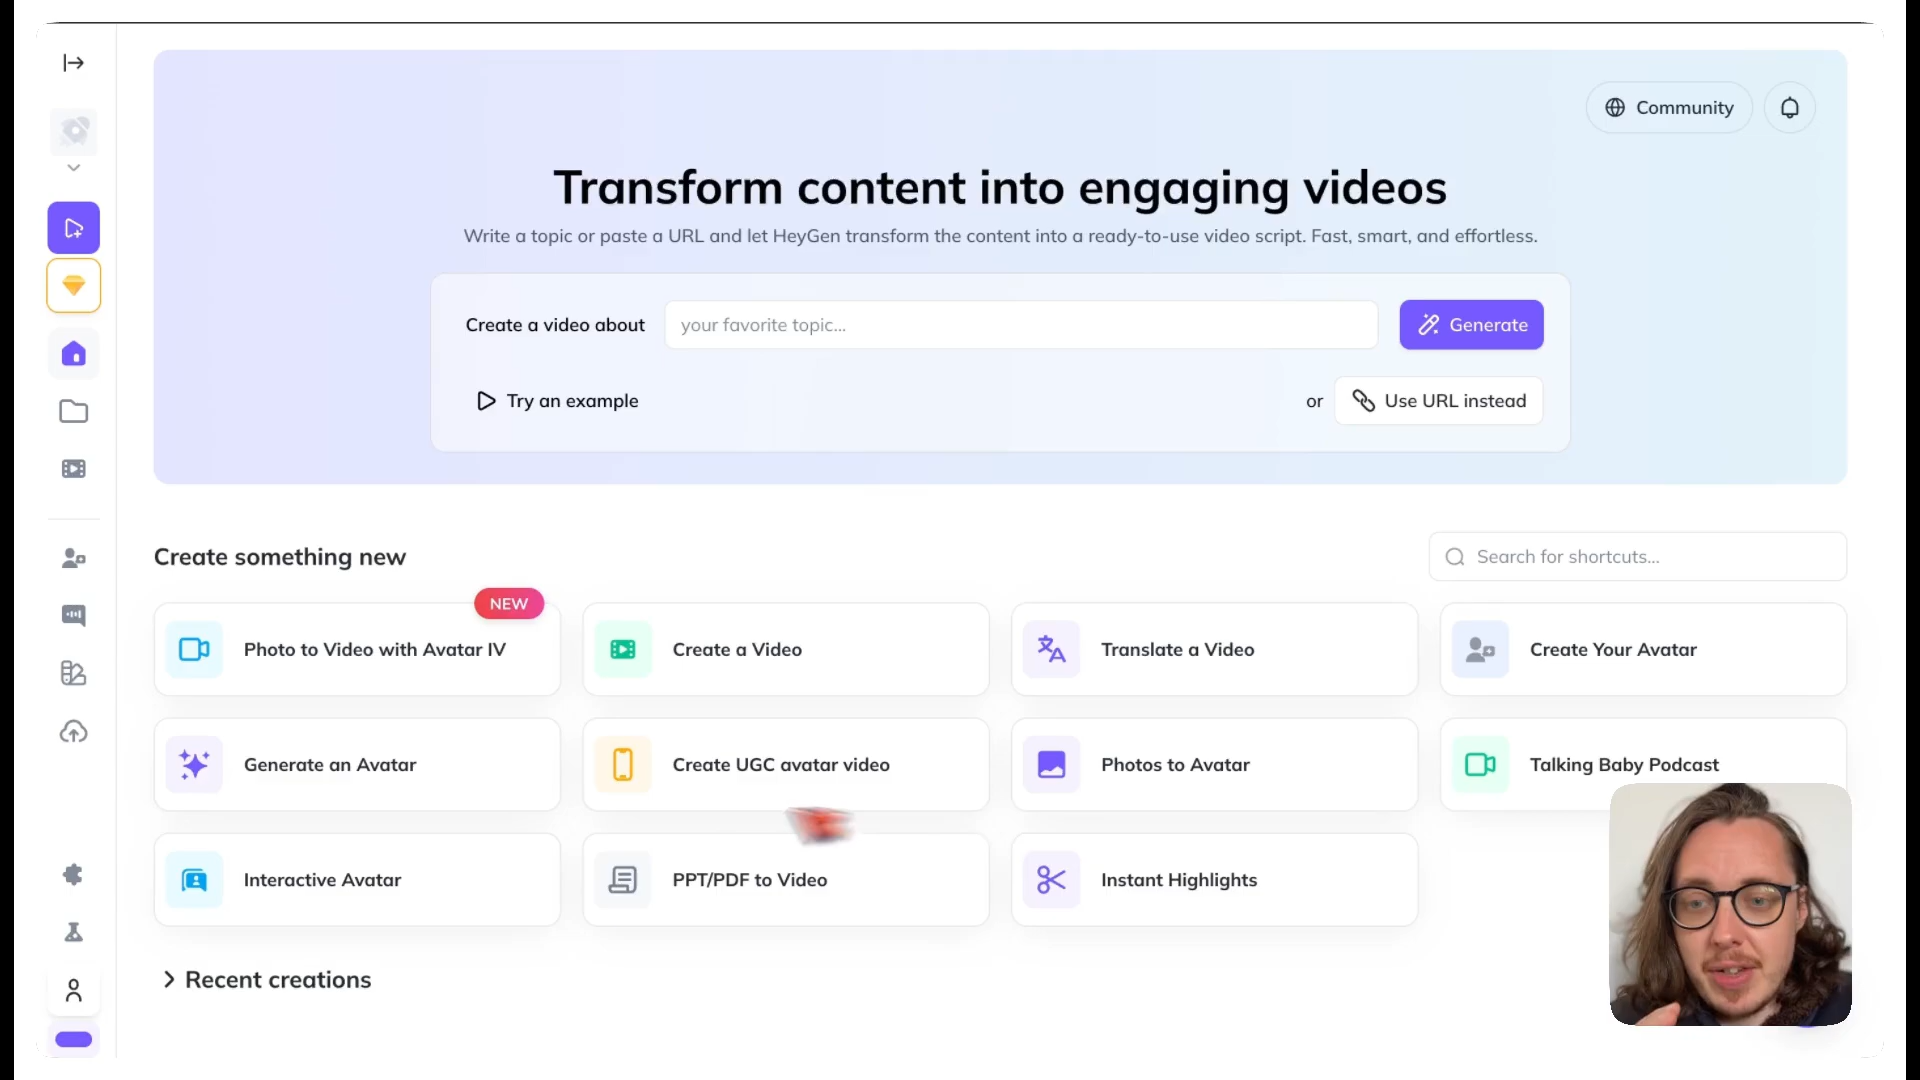 Community
Transform content into engaging videos
Write a topic or paste a URL and let HeyGen transform the content into a ready-to-use video script. Fast, smart, and effortless.
Create a video about
your favorite topic...
Generate
Try an example
or
Use URL instead
Create something new
Search for shortcuts...
NEW
Photo to Video with Avatar IV
Create a Video
Translate a Video
Create Your Avatar
Generate an Avatar
Create UGC avatar video
Photos to Avatar
Talking Baby Podcast
Interactive Avatar
PPT/PDF to Video
Instant Highlights
Recent creations